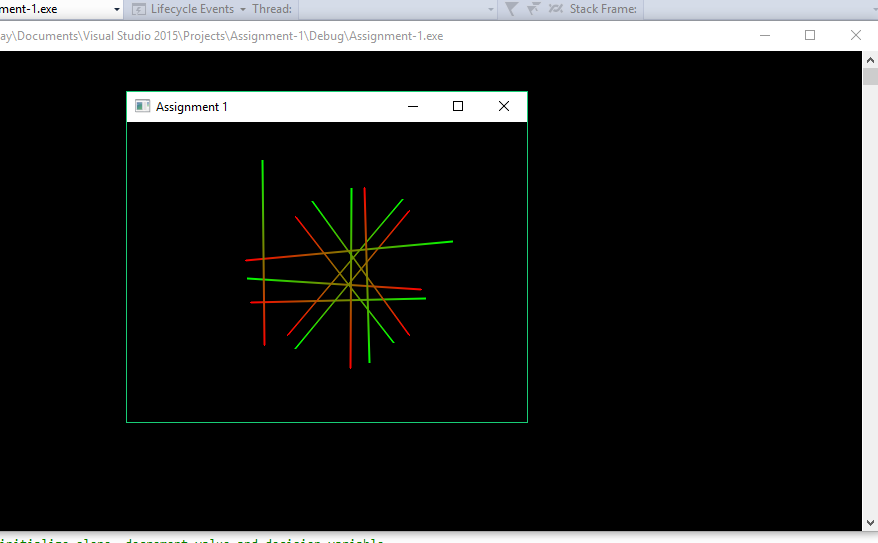 ment-1.exe Lifecycle Events Thread: Stack Frame:
ay\Documents\Visual Studio 2015\Projects\Assignment-1\Debug\Assignment-1.exe
Assignment 1
initialize slope, decrement value and decision variable